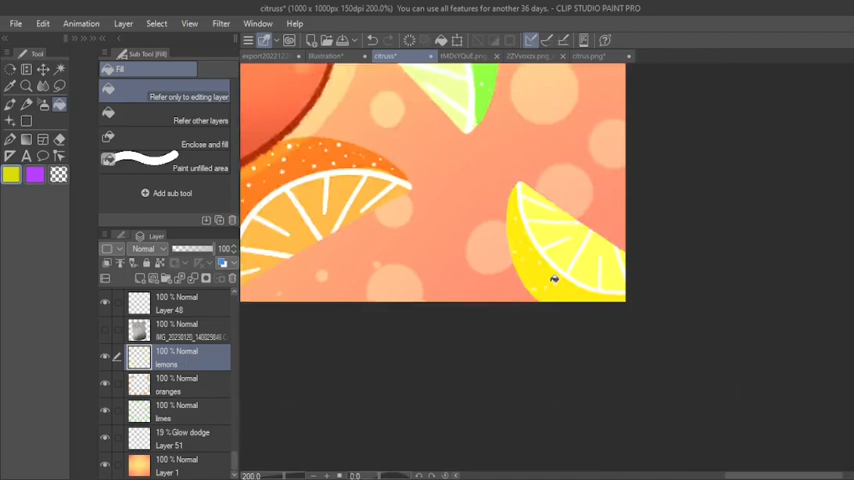 citruss* (1000 x 1000px 150dpi 200.0%)  You can use all features for another 36 days. - CLIP STUDIO PAINT PRO
File Edit Animation Layer Select View Filter Window Help
Tool
Sub Tool [Fill]
export2022122
Illustration*
citruss*
citrus.png*
Fill
Refer only to editing layer
Refer other layers
Enclose and fill
Paint unfilled area
Add sub tool
Layer
Normal 100
100 % Normal
Layer 48
100 % Normal
100 % Normal
lemons
100 % Normal
oranges
100 % Normal
limes
19 % Glow dodge
Layer 51
100 % Normal
Layer 1
200.0
0.0